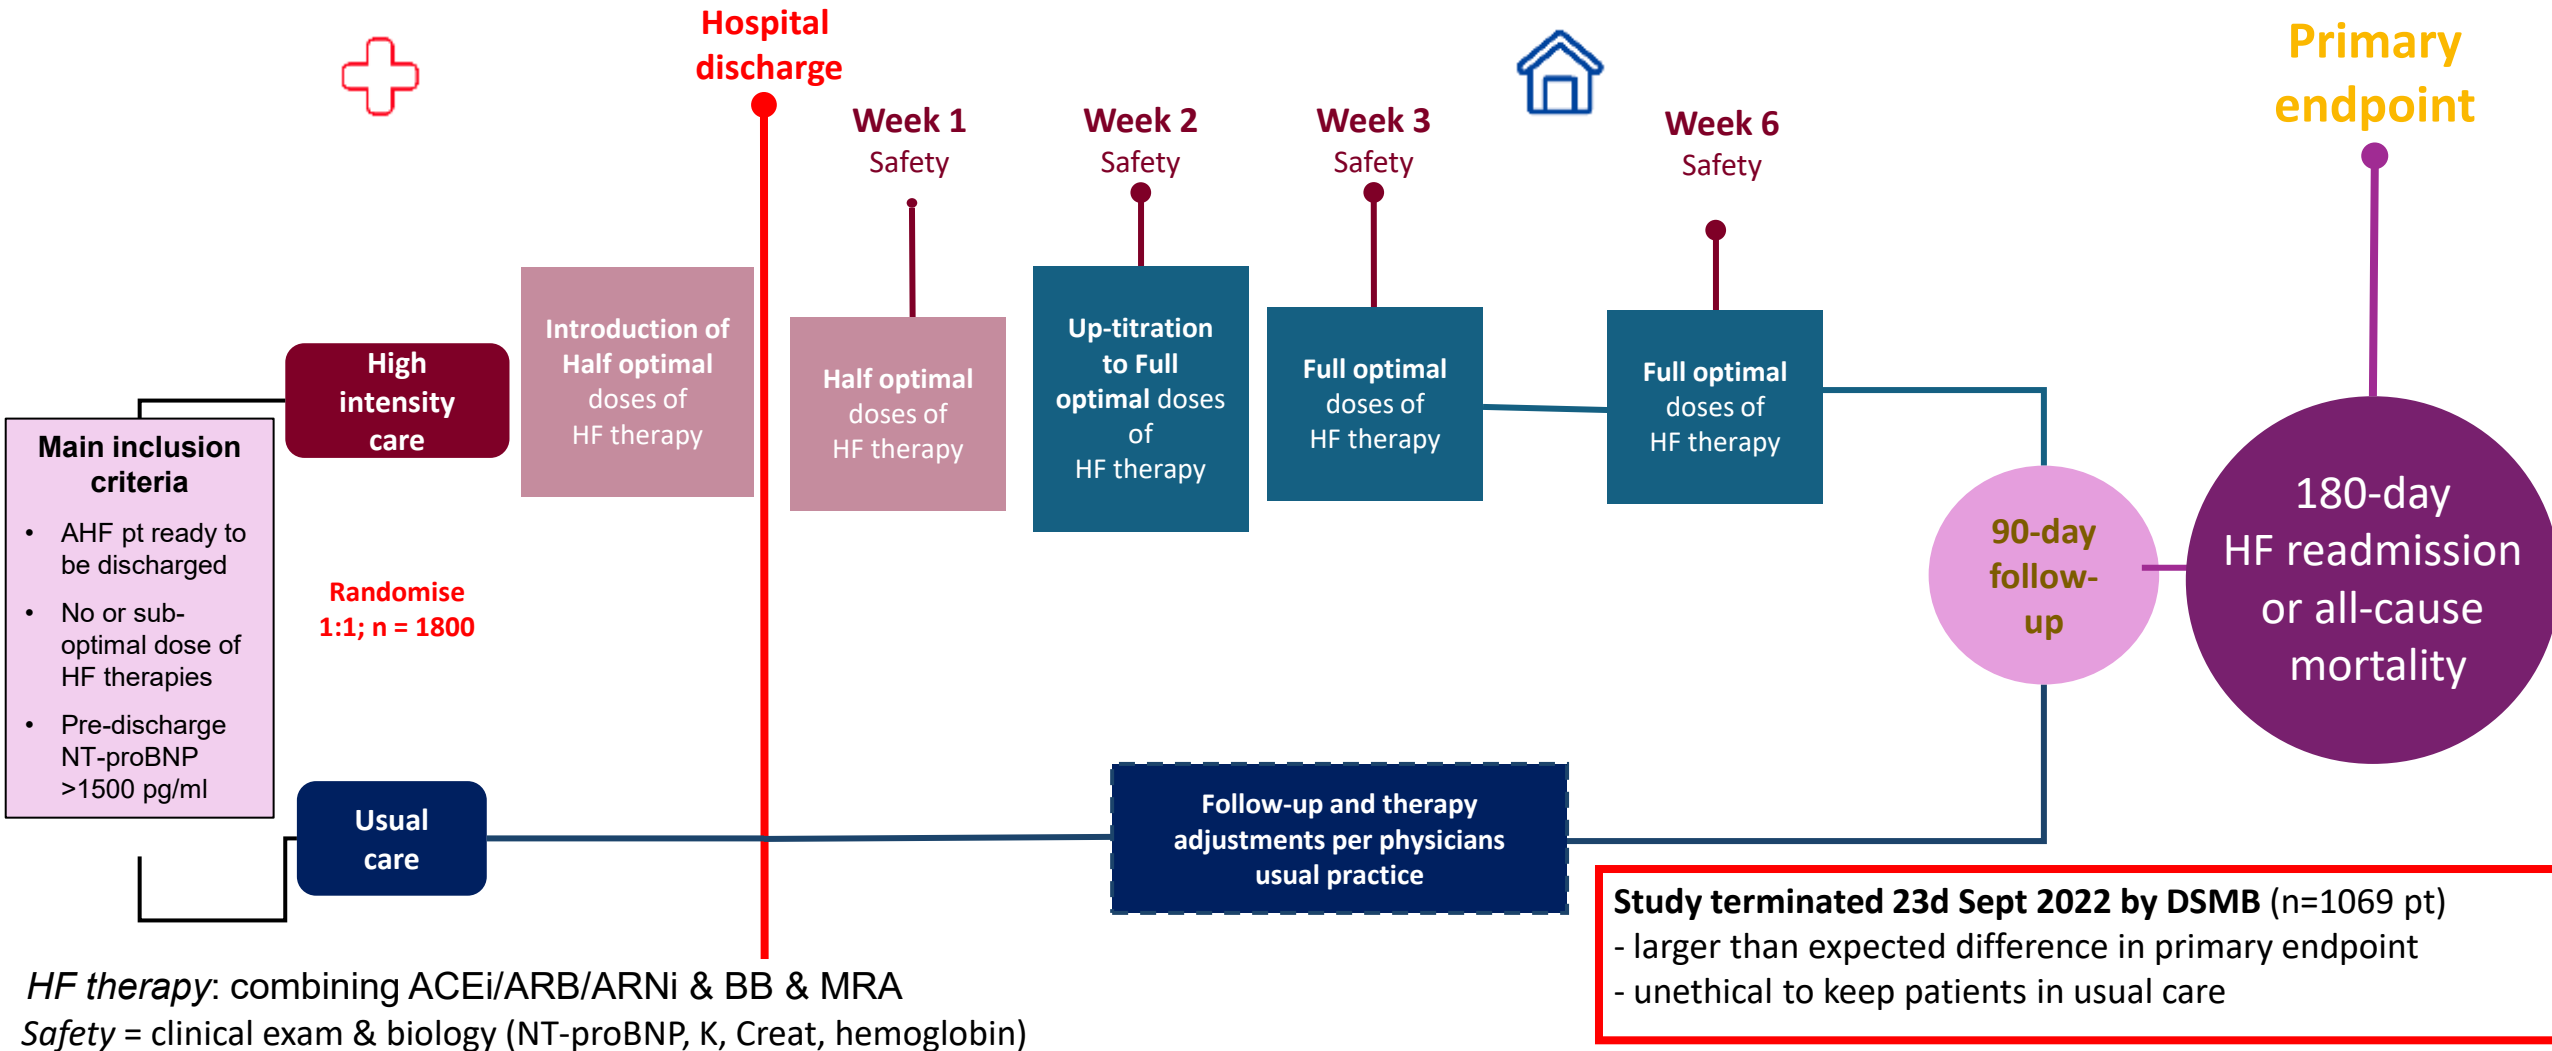 Hospital
discharge
Primary
endpoint
Week 1
Safety
Week 2
Safety
Week 3
Safety
Week 6
Safety
High
intensity
care
Introduction of
Half optimal
doses of
HF therapy
Half optimal
doses of
HF therapy
Up-titration
to Full
optimal doses
of
HF therapy
Full optimal
doses of
HF therapy
Full optimal
doses of
HF therapy
Main inclusion
criteria
• AHF pt ready to
be discharged
• No or sub-
optimal dose of
HF therapies
• Pre-discharge
NT-proBNP
>1500 pg/ml
Randomise
1:1; n = 1800
90-day
follow-
up
180-day
HF readmission
or all-cause
mortality
Usual
care
Follow-up and therapy
adjustments per physicians
usual practice
Study terminated 23d Sept 2022 by DSMB (n=1069 pt)
- larger than expected difference in primary endpoint
- unethical to keep patients in usual care
HF therapy: combining ACEi/ARB/ARNi & BB & MRA
Safety = clinical exam & biology (NT-proBNP, K, Creat, hemoglobin)